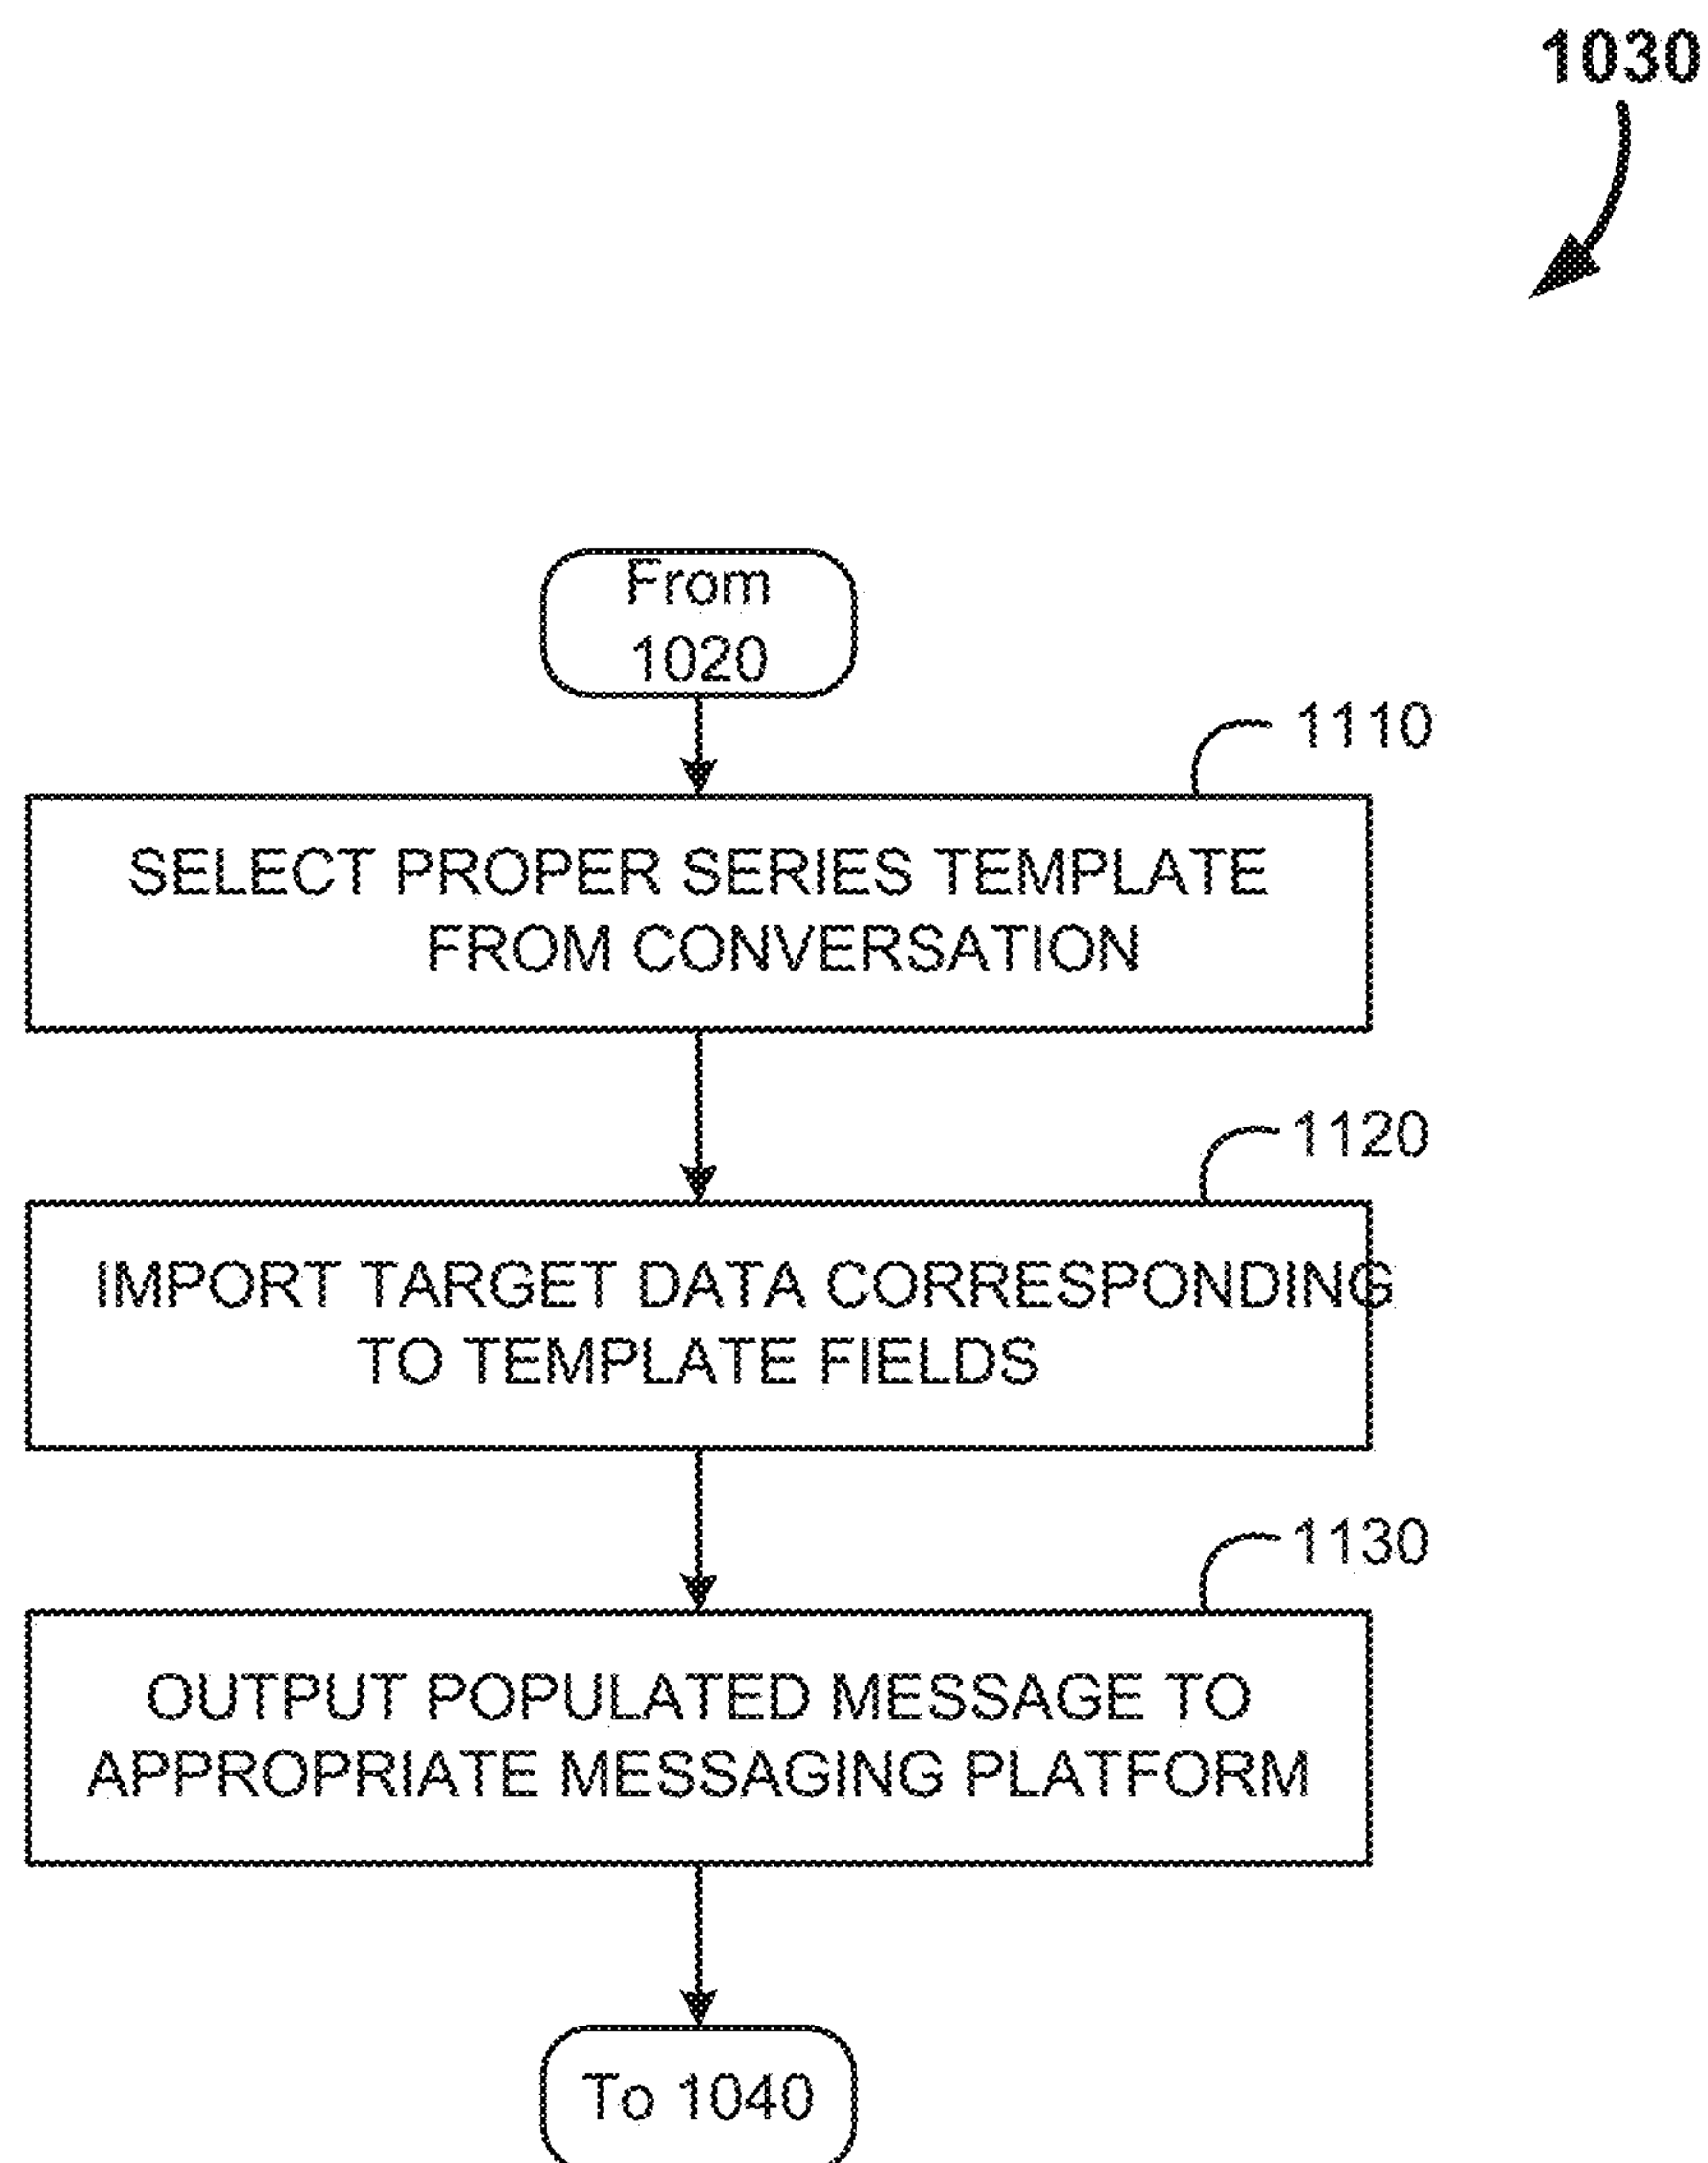 1030
From
1020
1110
SELECT PROPER SERIES TEMPLATE
FROM CONVERSATION
1120
IMPORT TARGET DATA CORRESPONDING
TO TEMPLATE FIELDS
1130
OUTPUT POPULATED MESSAGE TO
APPROPRIATE MESSAGING PLATFORM
To 1040